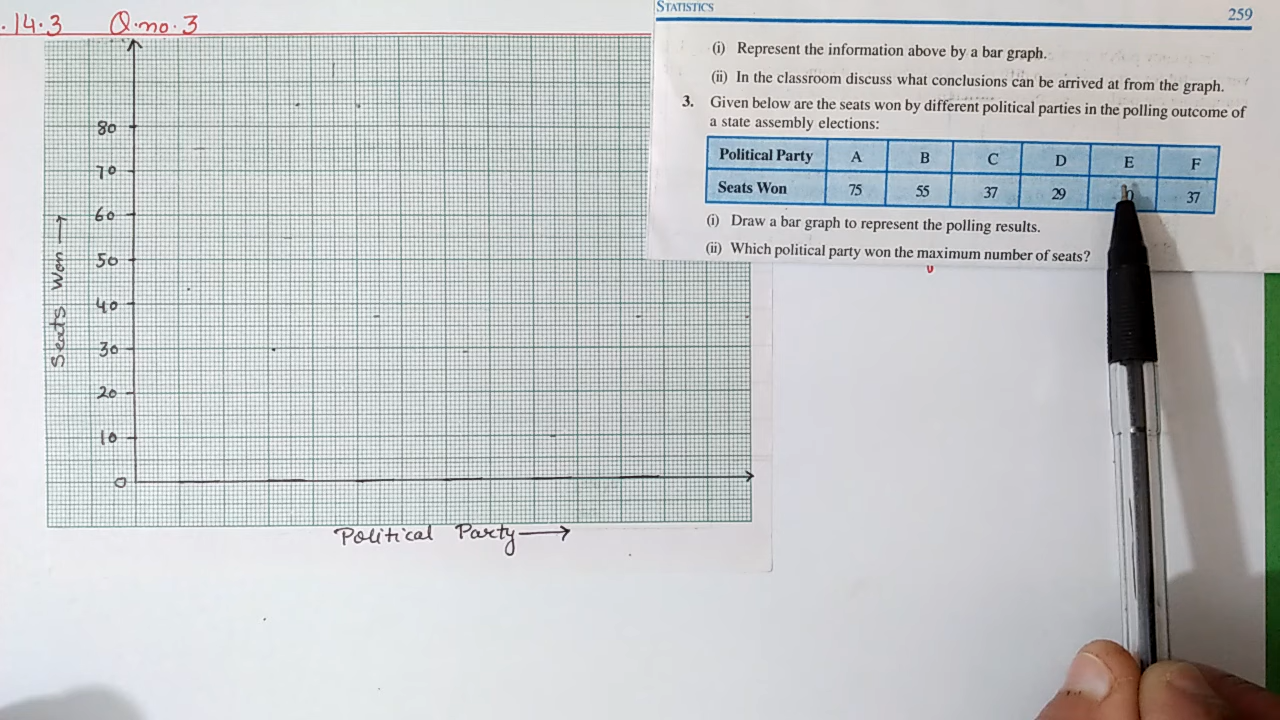 .14.3 Q.no.3
STATISTICS 259
(i) Represent the information above by a bar graph.
(ii) In the classroom discuss what conclusions can be arrived at from the graph.
3. Given below are the seats won by different political parties in the polling outcome of
a state assembly elections:
Political Party A B C D E F
Seats Won 75 55 37 29 37
(i) Draw a bar graph to represent the polling results.
(ii) Which political party won the maximum number of seats?
80
70
60
50
40
30
20
10
0
Seats Won
Political Party